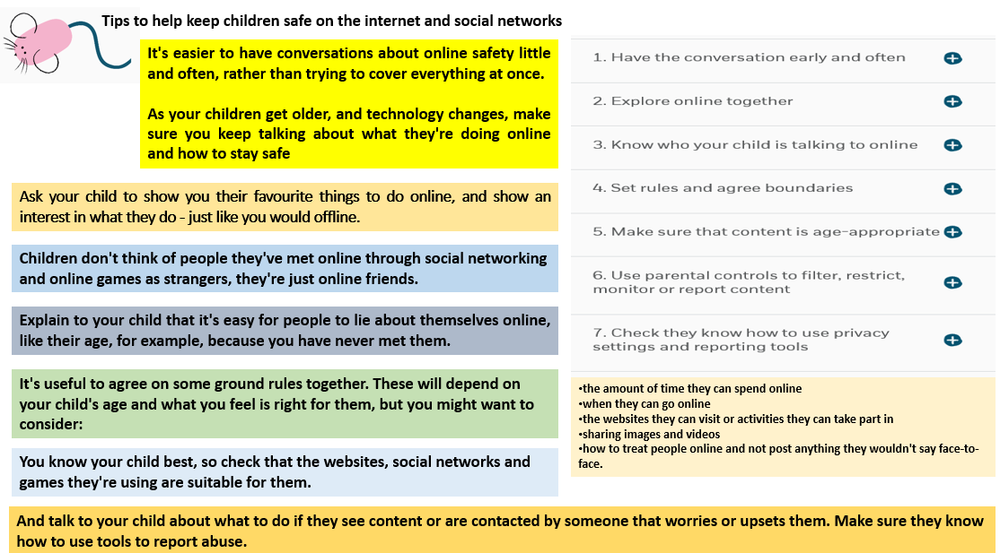 Tips to help keep children safe on the internet and social networks
It's easier to have conversations about online safety little
and often, rather than trying to cover everything at once.
As your children get older, and technology changes, make
sure you keep talking about what they're doing online
and how to stay safe
Ask your child to show you their favourite things to do online, and show an
interest in what they do - just like you would offline.
Children don't think of people they've met online through social networking
and online games as strangers, they're just online friends.
Explain to your child that it's easy for people to lie about themselves online,
like their age, for example, because you have never met them.
It's useful to agree on some ground rules together. These will depend on
your child's age and what you feel is right for them, but you might want to
consider:
You know your child best, so check that the websites, social networks and
games they're using are suitable for them.
1. Have the conversation early and often
2. Explore online together
3. Know who your child is talking to online
4. Set rules and agree boundaries
5. Make sure that content is age-appropriate
6. Use parental controls to filter, restrict,
monitor or report content
7. Check they know how to use privacy
settings and reporting tools
•the amount of time they can spend online
•when they can go online
•the websites they can visit or activities they can take part in
•sharing images and videos
•how to treat people online and not post anything they wouldn't say face-to-
face.
And talk to your child about what to do if they see content or are contacted by someone that worries or upsets them. Make sure they know
how to use tools to report abuse.